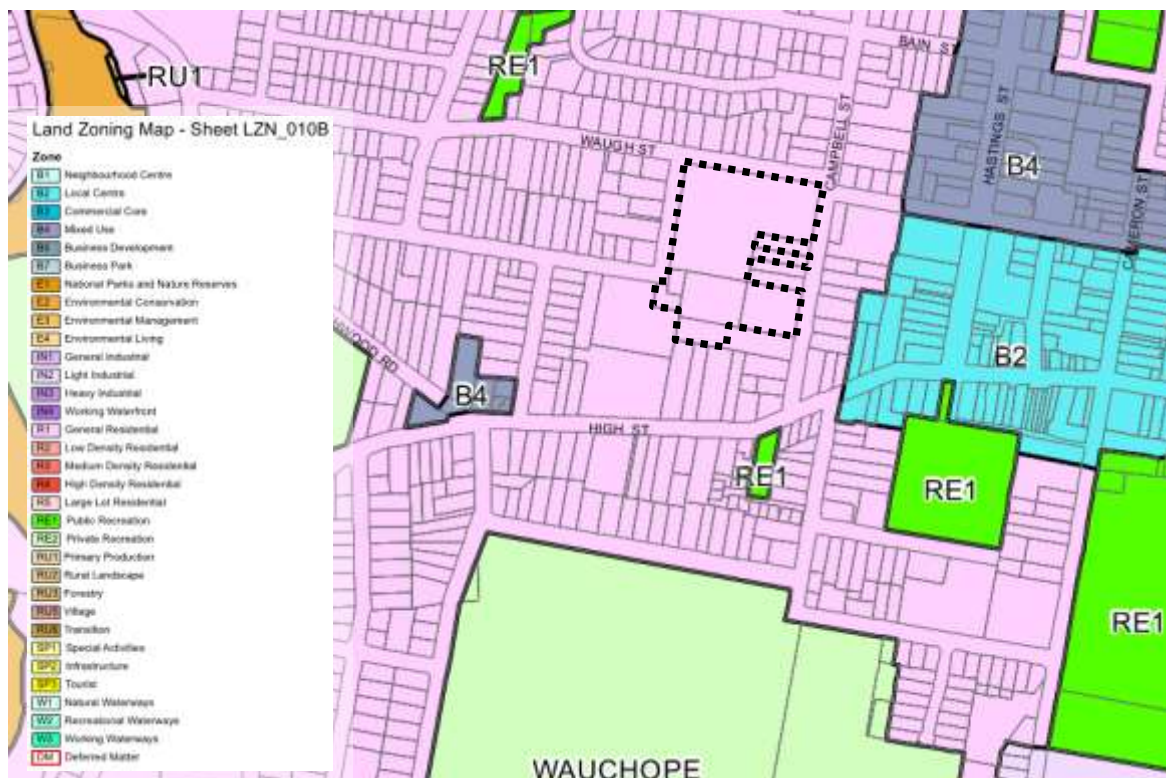 RU1
RE1
BAIN S
Land Zoning Map - Sheet LZN_010B
Zone
B1 Neighbourhood Centre
B2 Local Centre
B3 Commercial Core
B4 Mixed Use
B5 Business Development
B7 Business Park
E1 National Parks and Nature Reserves
E2 Environmental Conservation
E3 Environmental Management
E4 Environmental Living
IN1 General Industrial
IN2 Light Industrial
IN3 Heavy Industrial
IN4 Working Waterfront
R1 General Residential
R2 Low Density Residential
R3 Medium Density Residential
R4 High Density Residential
R5 Large Lot Residential
RE1 Public Recreation
RE2 Private Recreation
RU1 Primary Production
RU2 Rural Landscape
RU3 Forestry
RU5 Village
RU6 Transition
SP1 Special Activities
SP2 Infrastructure
SP3 Tourist
W1 Natural Waterways
W2 Recreational Waterways
W3 Working Waterways
DM Deferred Matter
WAUGH ST
CAMPBELL ST
HASTINGS ST
B4
CAMERON ST
B2
B4
HIGH ST
RE1
RE1
RE1
WAUCHOPE